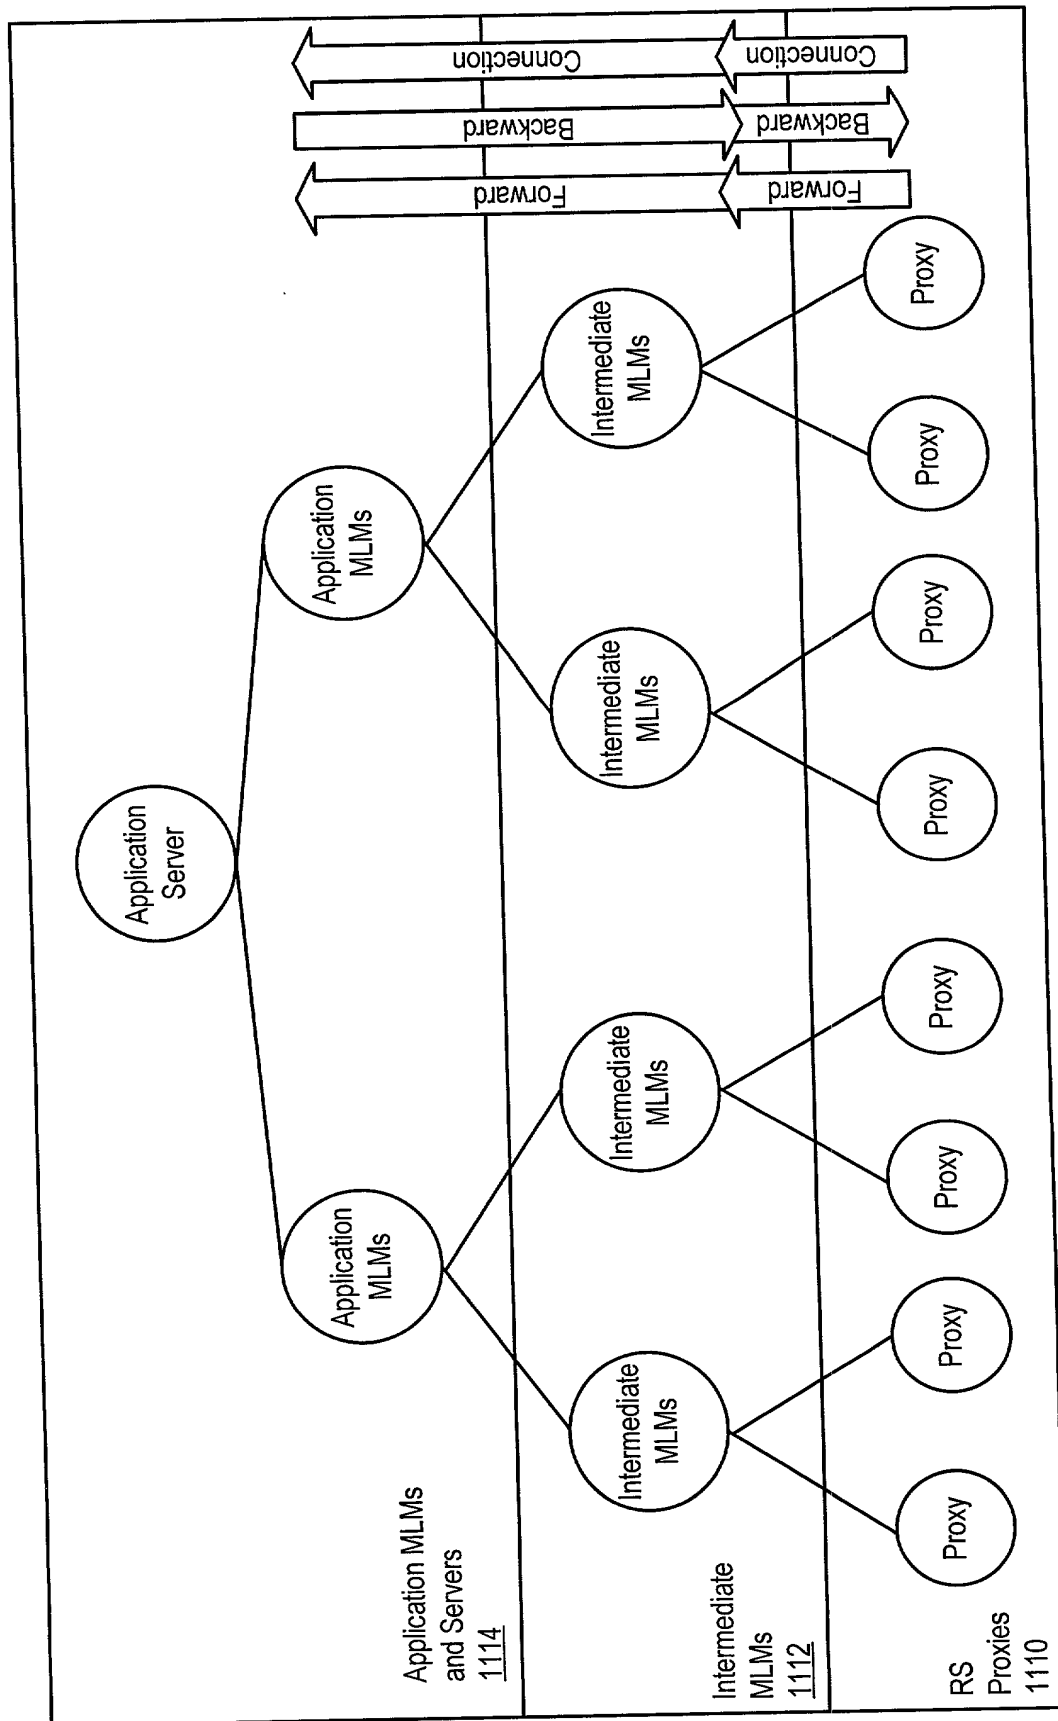 Application
Server
Application
MLMs
Application
MLMs
Application MLMs
and Servers
1114
Intermediate
MLMs
Intermediate
MLMs
Intermediate
MLMs
Intermediate
MLMs
Intermediate
MLMs
1112
Proxy
Proxy
Proxy
Proxy
Proxy
Proxy
Proxy
Proxy
RS
Proxies
1110
Forward
Forward
Backward
Backward
Connection
Connection